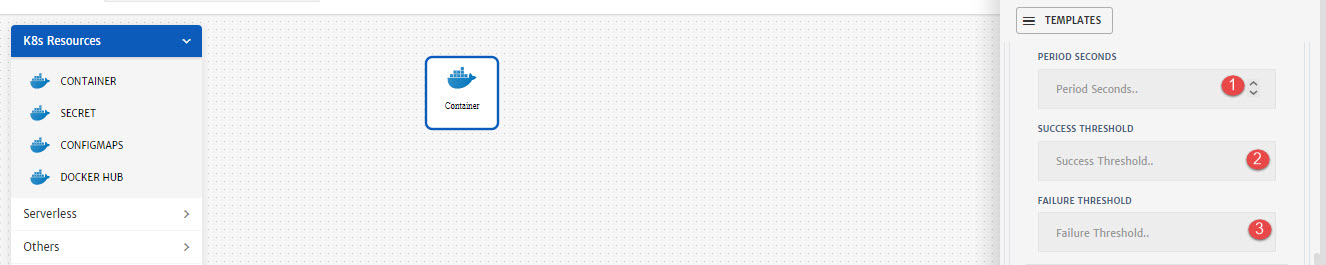 K8s Resources
CONTAINER
SECRET
CONFIGMAPS
DOCKER HUB
Serverless
Others
Container
TEMPLATES
PERIOD SECONDS
Period Seconds..
1
SUCCESS THRESHOLD
Success Threshold..
2
FAILURE THRESHOLD
Failure Threshold..
3